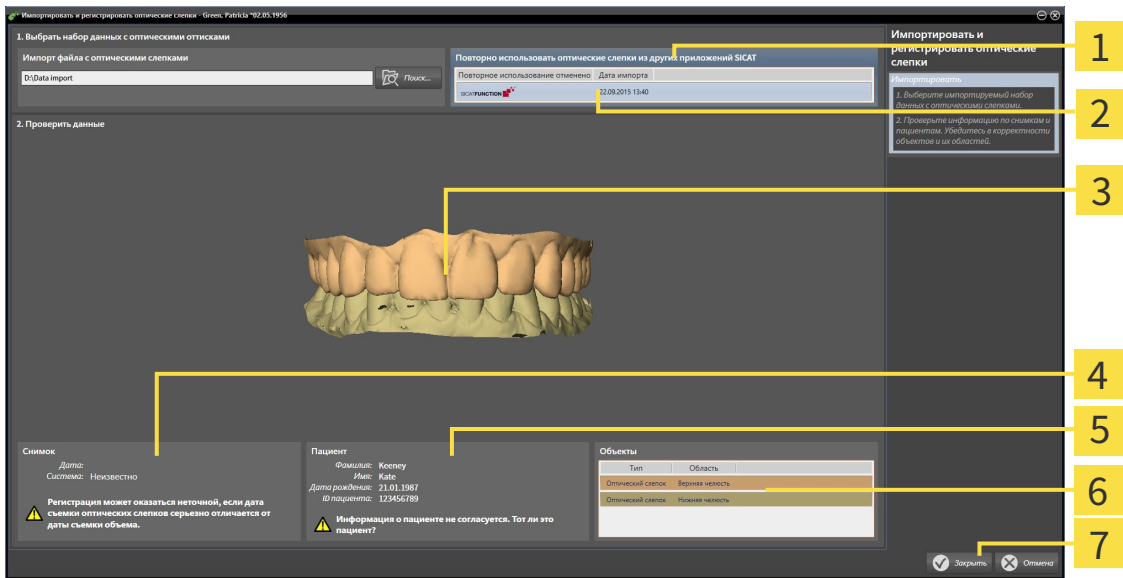 Импортировать и регистрировать оптические слепки - Green, Patricia *02.05.1956
1. Выбрать набор данных с оптическими оттисками
Импорт файла с оптическими слепками
D:\Data import
Поиск...
Повторно использовать оптические слепки из других приложений SICAT
Повторное использование отменено Дата импорта
SICATFUNCTION 22.09.2015 13:40
Импортировать и
регистрировать оптические
слепки
Импортировать
1. Выберите импортируемый набор
данных с оптическими слепками.
2. Проверьте информацию по снимкам и
пациентам. Убедитесь в корректности
объектов и их областей.
1
2
3
4
5
6
7
2. Проверить данные
Снимок
Дата:
Система: Неизвестно
Регистрация может оказаться неточной, если дата
съемки оптических слепков серьезно отличается от
даты съемки объема.
Пациент
Фамилия: Keeney
Имя: Kate
Дата рождения: 21.01.1987
ID пациента: 123456789
Информация о пациенте не согласуется. Тот ли это
пациент?
Объекты
Тип Область
Оптический слепок Верхняя челюсть
Оптический слепок Нижняя челюсть
Закрыть
Отмена